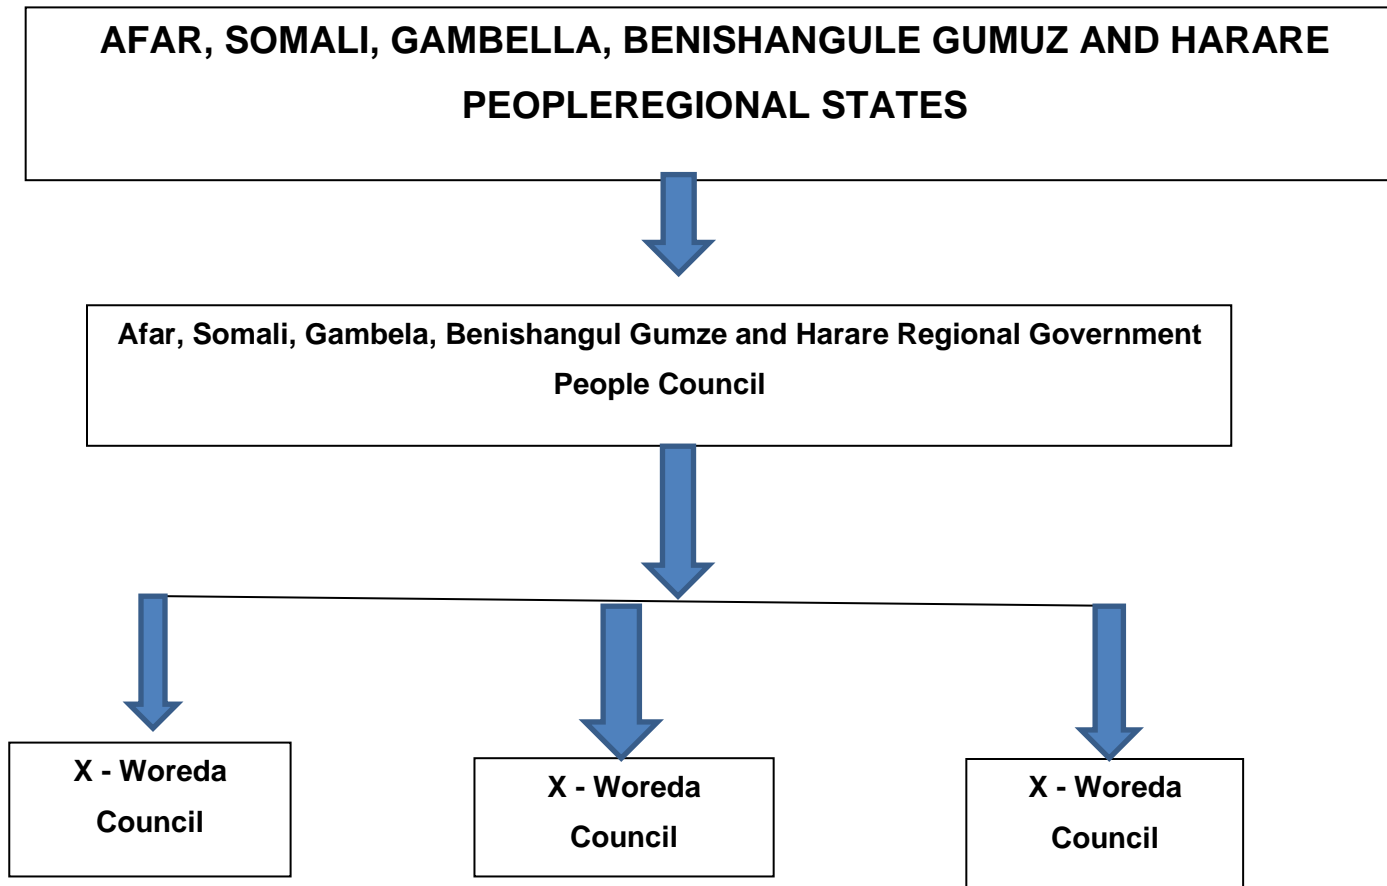 AFAR, SOMALI, GAMBELLA, BENISHANGULE GUMUZ AND HARARE
PEOPLEREGIONAL STATES
Afar, Somali, Gambela, Benishangul Gumze and Harare Regional Government
People Council
X - Woreda
Council
X - Woreda
Council
X - Woreda
Council